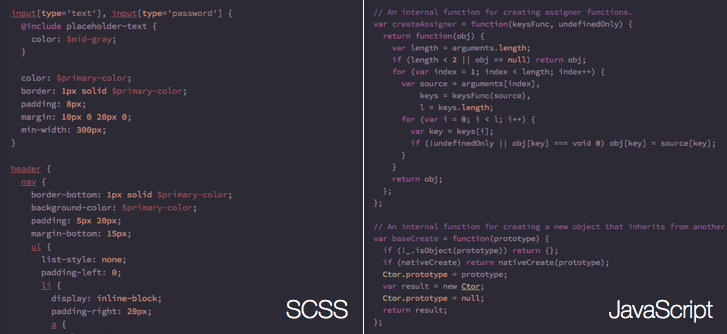 input[type='text'], input[type='password'] {
@include placeholder-text {
color: $mid-gray;
}
color: $primary-color;
border: 1px solid $primary-color;
padding: 8px;
margin: 10px 0 20px 0;
min-width: 300px;
}
header {
nav {
border-bottom: 1px solid $primary-color;
background-color: $primary-color;
padding: 5px 20px;
margin-bottom: 15px;
ul {
list-style: none;
padding-left: 0;
li {
display: inline-block;
padding-right: 20px;
a {
SCSS
// An internal function for creating assigner functions.
var createAssigner = function(keysFunc, undefinedOnly) {
return function(obj) {
var length = arguments.length;
if (length < 2 || obj == null) return obj;
for (var index = 1; index < length; index++) {
var source = arguments[index],
keys = keysFunc(source),
l = keys.length;
for (var i = 0; i < l; i++) {
var key = keys[i];
if (!undefinedOnly || obj[key] === void 0) obj[key] = source[key];
}
}
return obj;
};
};
// An internal function for creating a new object that inherits from another
var baseCreate = function(prototype) {
if (!_.isObject(prototype)) return {};
if (nativeCreate) return nativeCreate(prototype);
Ctor.prototype = prototype;
var result = new Ctor;
Ctor.prototype = null;
return result;
};
JavaScript